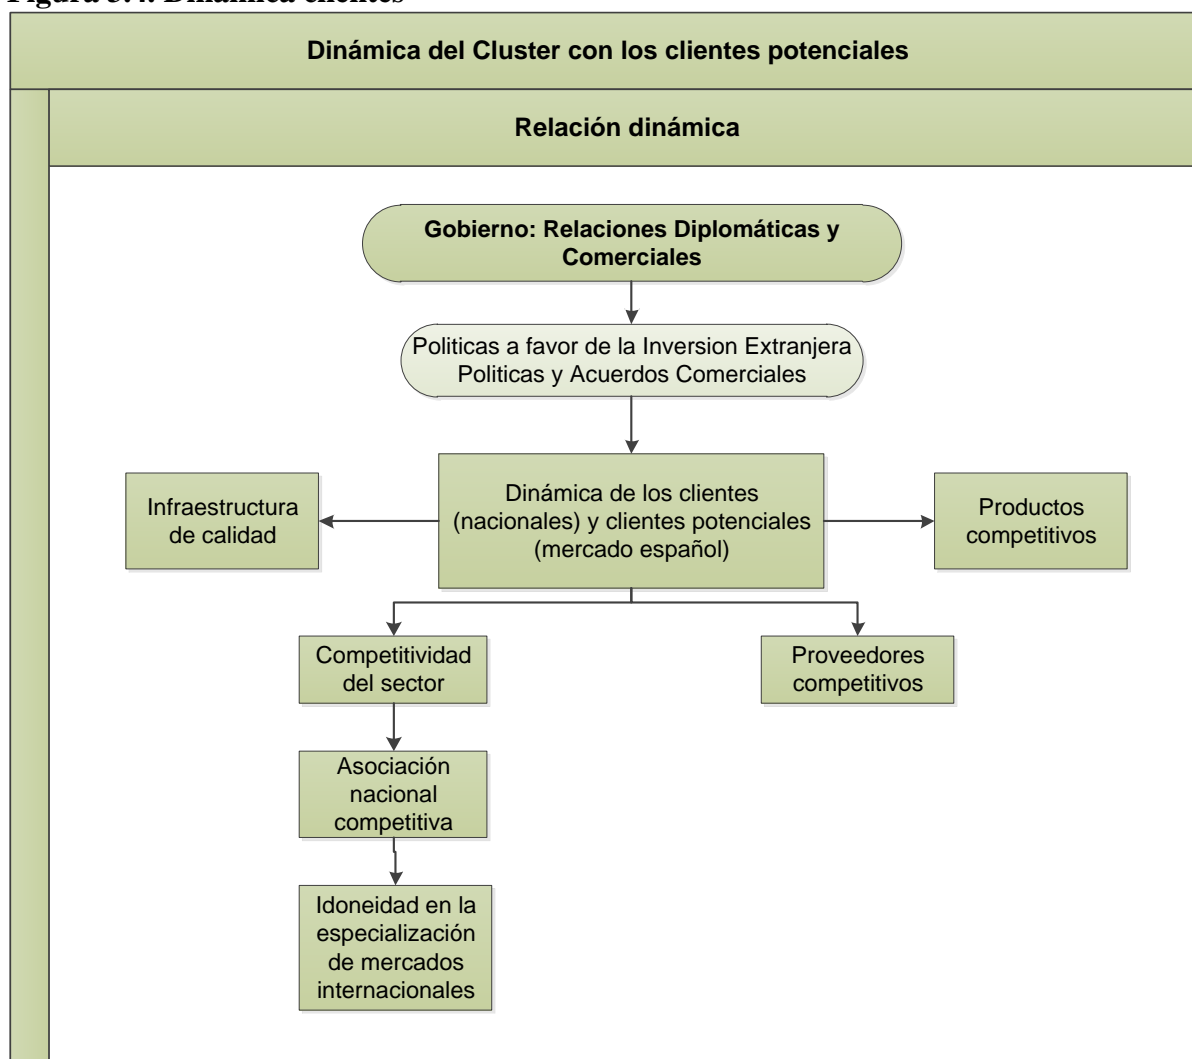 Figura 3.4. Dinámica clientes
Dinámica del Cluster con los clientes potenciales
Relación dinámica
Gobierno: Relaciones Diplomáticas y
Comerciales
Politicas a favor de la Inversion Extranjera
Politicas y Acuerdos Comerciales
Infraestructura
de calidad
Dinámica de los clientes
(nacionales) y clientes potenciales
(mercado español)
Productos
competitivos
Competitividad
del sector
Proveedores
competitivos
Asociación
nacional
competitiva
Idoneidad en la
especialización
de mercados
internacionales